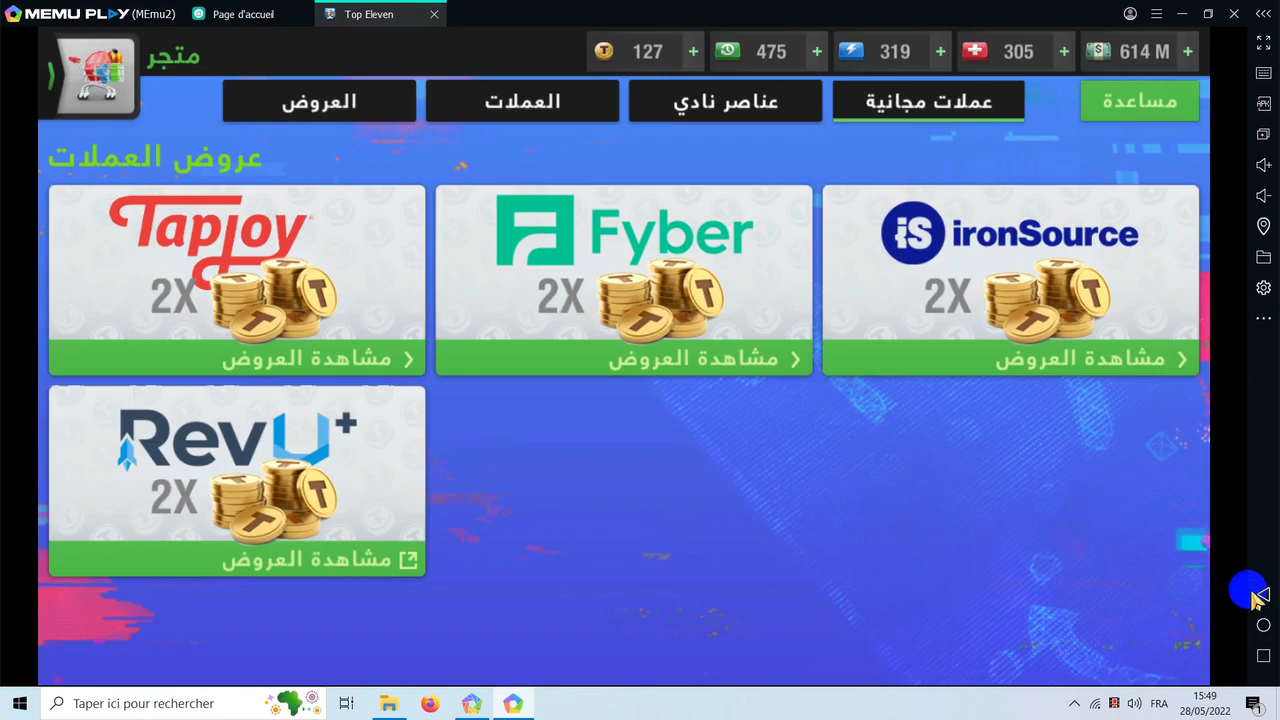 MEMU PLAY (MEmu2)
Page d'accueil
Top Eleven
متجر
127
475
319
305
614 M
العروض
العملات
عناصر نادي
عملات مجانية
مساعدة
عروض العملات
Tapjoy
2X
مشاهدة العروض
Fyber
2X
مشاهدة العروض
iS ironSource
2X
مشاهدة العروض
RevU+
2X
مشاهدة العروض
Taper ici pour rechercher
FRA
15:49
28/05/2022
1